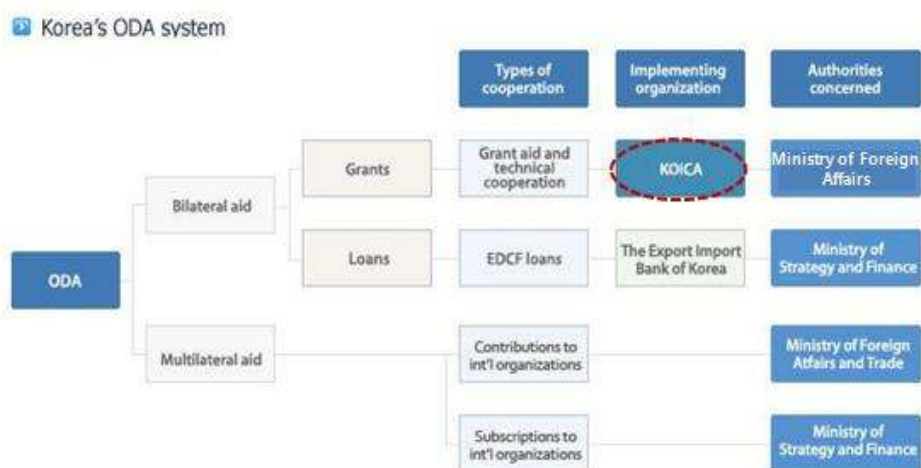 Korea's ODA system
Types of
cooperation
Implementing
organization
Authorities
concerned
Grants
Grant aid and
technical
cooperation
KOICA
Ministry of Foreign
Affairs
Bilateral aid
Loans
EDCF loans
The Export Import
Bank of Korea
Ministry of
Strategy and Finance
ODA
Multilateral aid
Contributions to
int'l organizations
Ministry of Foreign
Atfairs and Trade
Subscriptions to
int'l organizations
Ministry of
Strategy and Finance